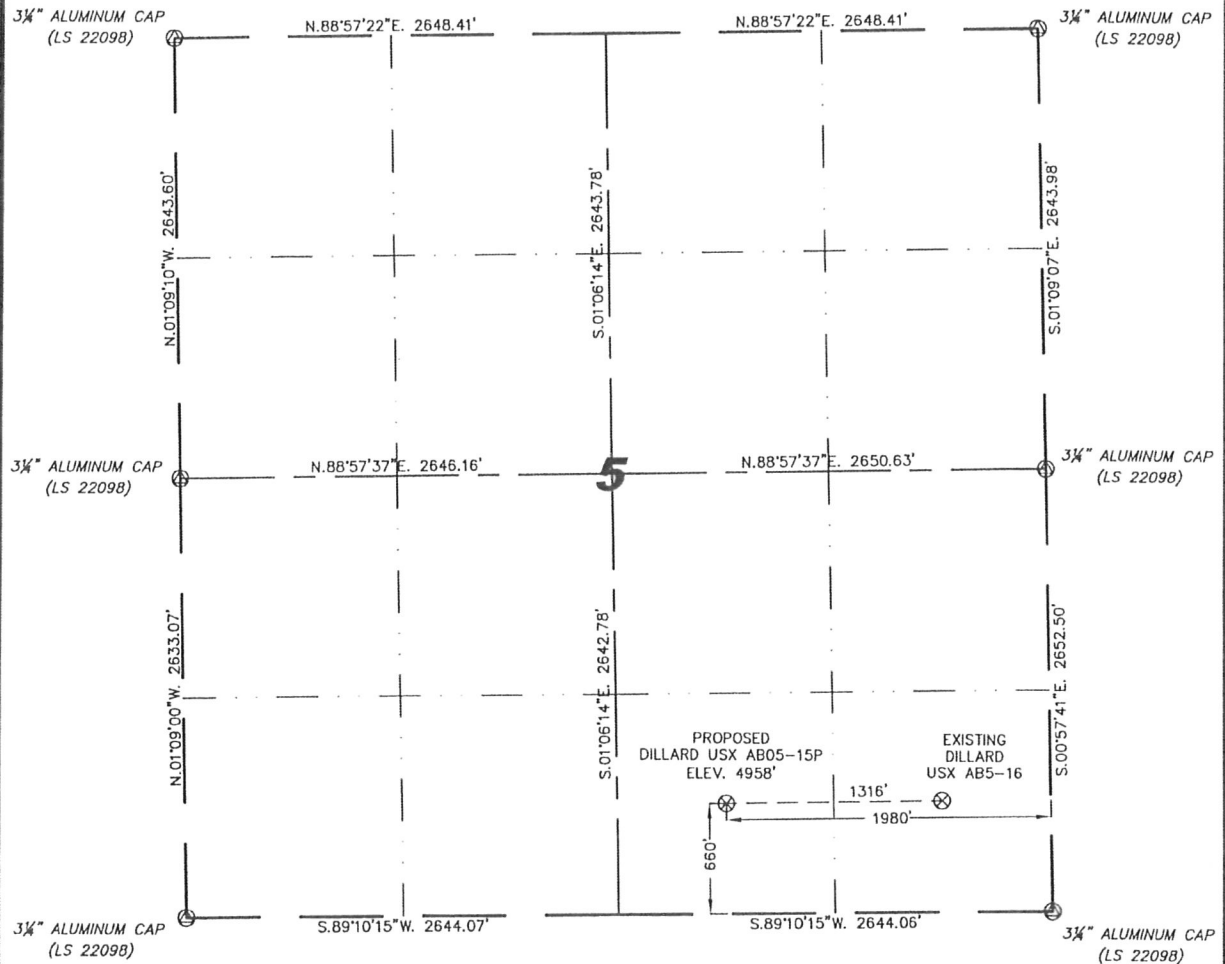 3¼" ALUMINUM CAP
(LS 22098)
N.88°57'22"E. 2648.41'
N.88°57'22"E. 2648.41'
3¼" ALUMINUM CAP
(LS 22098)
N.01°09'10"W. 2643.60'
S.01°06'14"E. 2643.78'
S.01°09'07"E. 2643.98'
3¼" ALUMINUM CAP
(LS 22098)
N.88°57'37"E. 2646.16'
5
N.88°57'37"E. 2650.63'
3¼" ALUMINUM CAP
(LS 22098)
N.01°09'00"W. 2633.07'
S.01°06'14"E. 2642.78'
S.00°57'41"E. 2652.50'
PROPOSED
DILLARD USX AB05-15P
ELEV. 4958'
EXISTING
DILLARD
USX AB5-16
1316'
1980'
660'
3¼" ALUMINUM CAP
(LS 22098)
S.89°10'15"W. 2644.07'
S.89°10'15"W. 2644.06'
3¼" ALUMINUM CAP
(LS 22098)